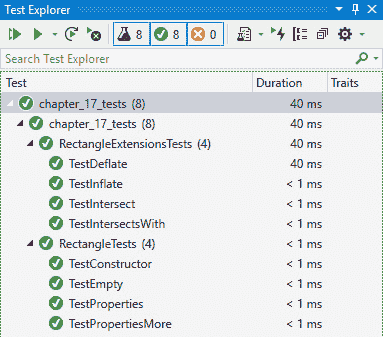 Test Explorer
8 8 0
Search Test Explorer
Test Duration Traits
chapter_17_tests (8) 40 ms
chapter_17_tests (8) 40 ms
RectangleExtensionsTests (4) 40 ms
TestDeflate 40 ms
TestInflate < 1 ms
TestIntersect < 1 ms
TestIntersectsWith < 1 ms
RectangleTests (4) < 1 ms
TestConstructor < 1 ms
TestEmpty < 1 ms
TestProperties < 1 ms
TestPropertiesMore < 1 ms